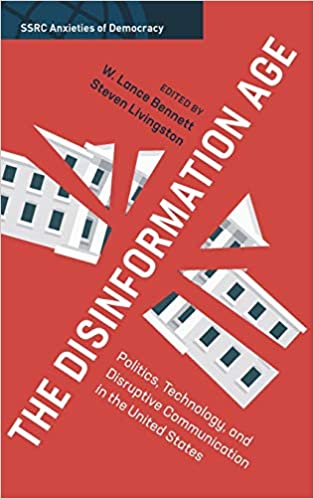 SSRC Anxieties of Democracy
EDITED BY
W. Lance Bennett
Steven Livingston
THE DISINFORMATION AGE
Politics, Technology, and
Disruptive Communication
in the United States